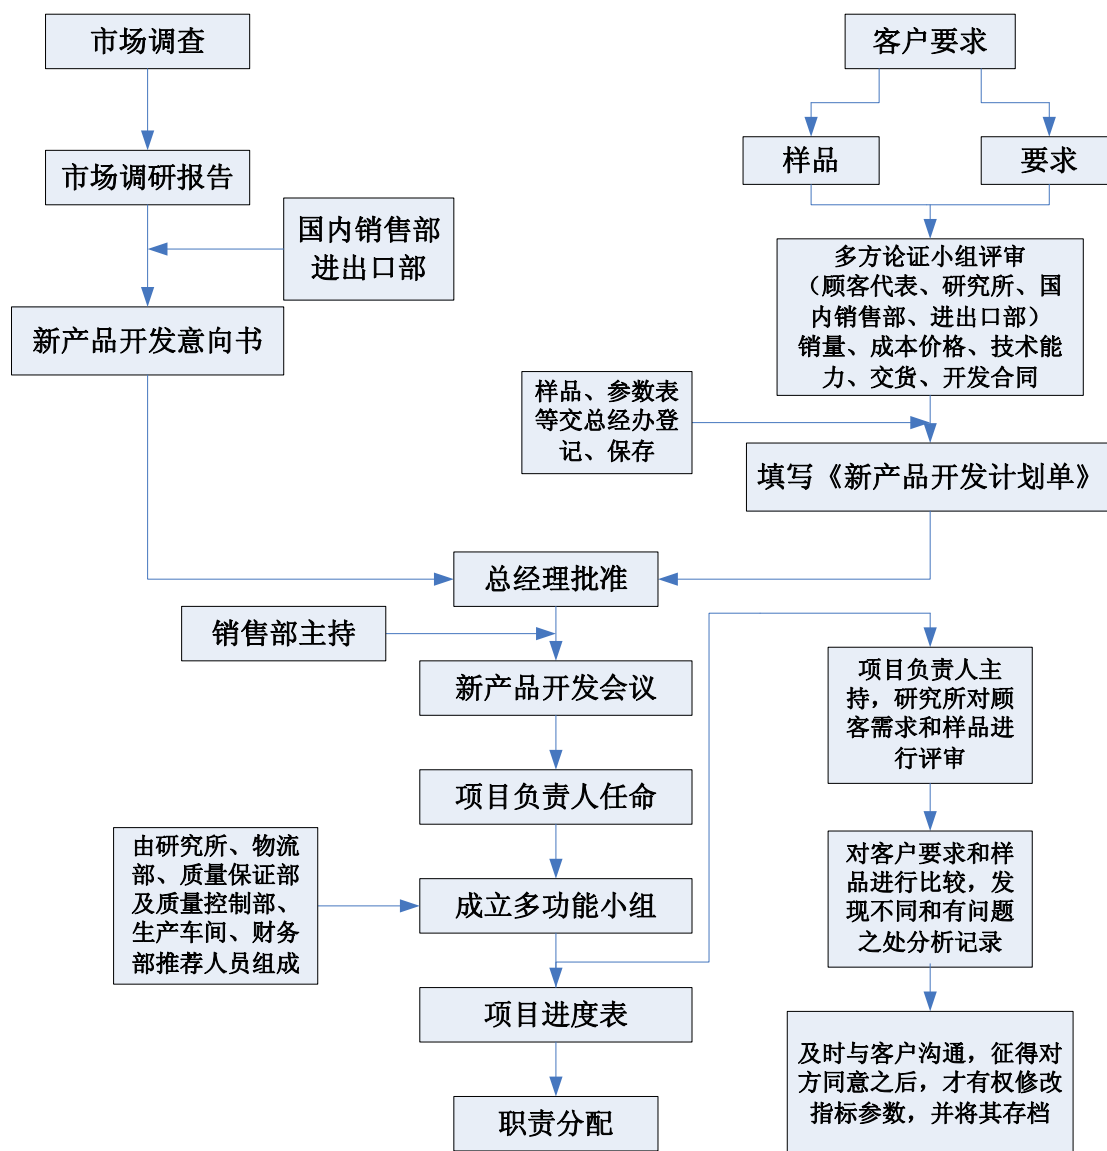 市场调查
客户要求
市场调研报告
样品
要求
国内销售部
进出口部
新产品开发意向书
多方论证小组评审
（顾客代表、研究所、国
内销售部、进出口部）
销量、成本价格、技术能
力、交货、开发合同
样品、参数表
等交总经办登
记、保存
填写《新产品开发计划单》
总经理批准
销售部主持
新产品开发会议
项目负责人任命
由研究所、物流
部、质量保证部
及质量控制部、
生产车间、财务
部推荐人员组成
成立多功能小组
项目进度表
职责分配
项目负责人主
持，研究所对顾
客需求和样品进
行评审
对客户要求和样
品进行比较，发
现不同和有问题
之处分析记录
及时与客户沟通，征得对
方同意之后，才有权修改
指标参数，并将其存档